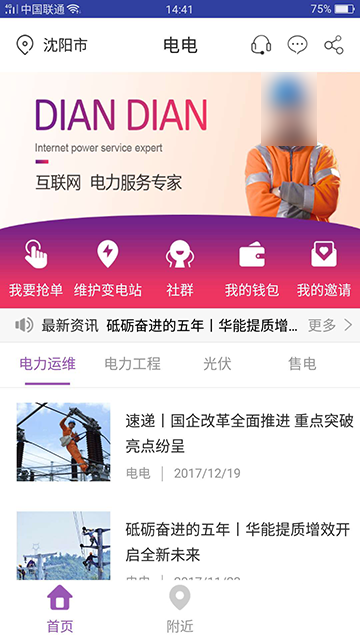 中国联通 14:41 75%
沈阳市 电电
DIAN DIAN
Internet power service expert
互联网 电力服务专家
我要抢单 维护变电站 社群 我的钱包 我的邀请
最新资讯 砥砺奋进的五年丨华能提质增... 更多
电力运维 电力工程 光伏 售电
速递丨国企改革全面推进 重点突破
亮点纷呈
电电 2017/12/19
砥砺奋进的五年丨华能提质增效开
启全新未来
首页 附近